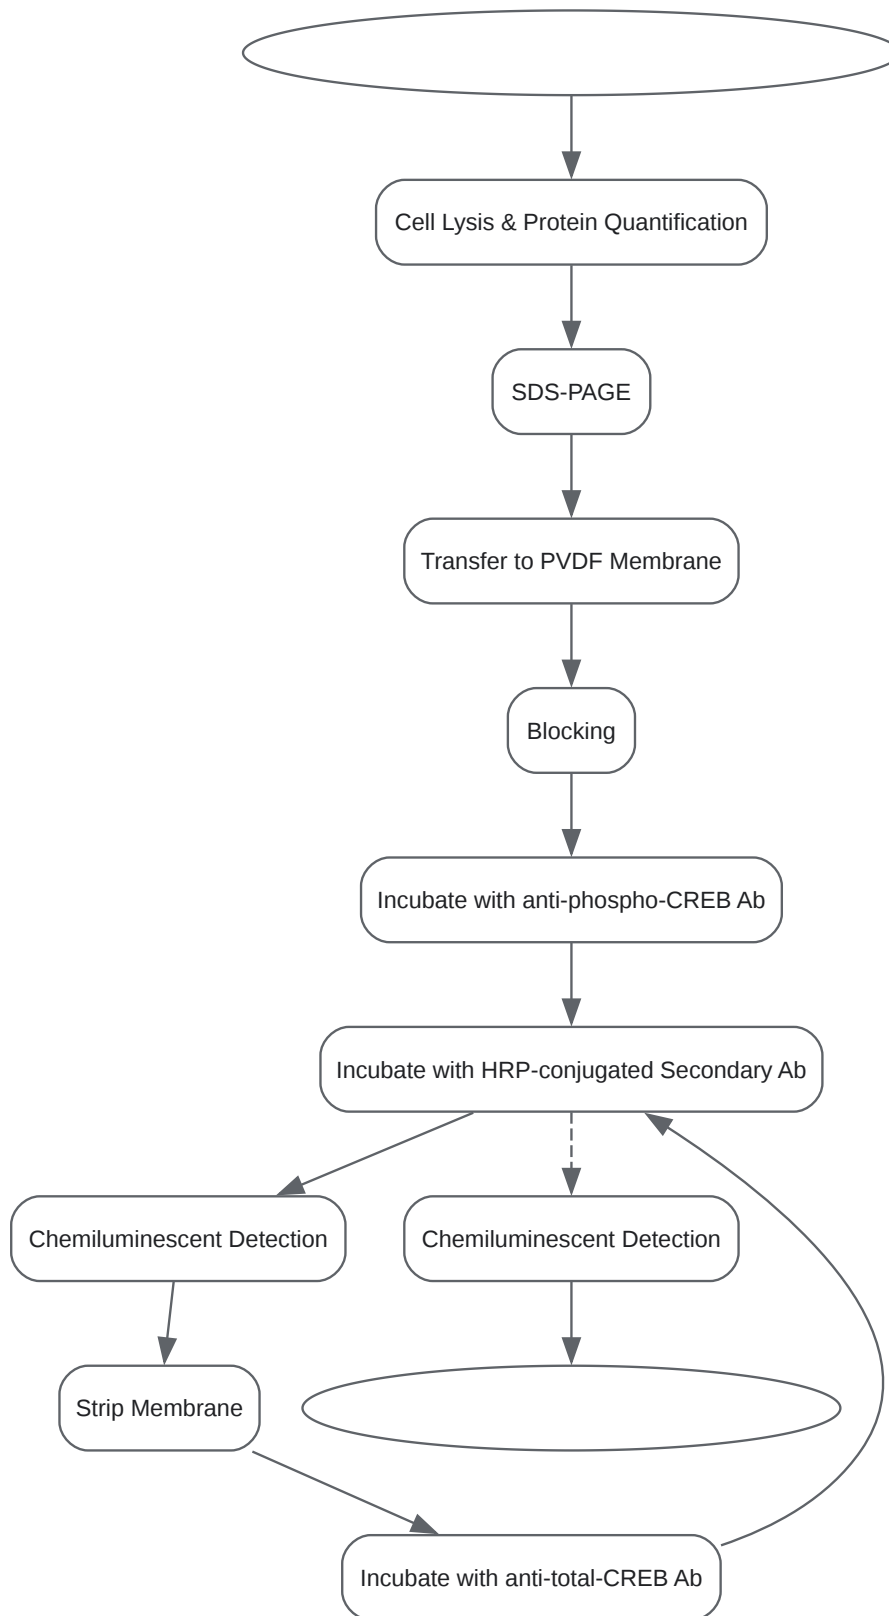 Cell Lysis & Protein Quantification
SDS-PAGE
Transfer to PVDF Membrane
Blocking
Incubate with anti-phospho-CREB Ab
Incubate with HRP-conjugated Secondary Ab
Chemiluminescent Detection
Chemiluminescent Detection
Strip Membrane
Incubate with anti-total-CREB Ab